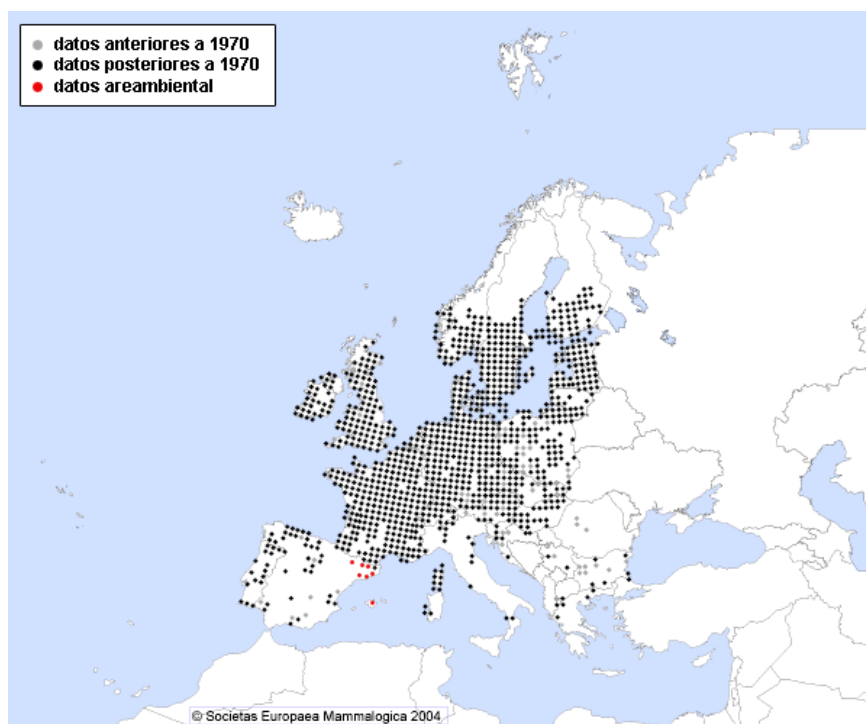 datos anteriores a 1970
datos posteriores a 1970
datos areambiental
© Societas Europaea Mammalogica 2004